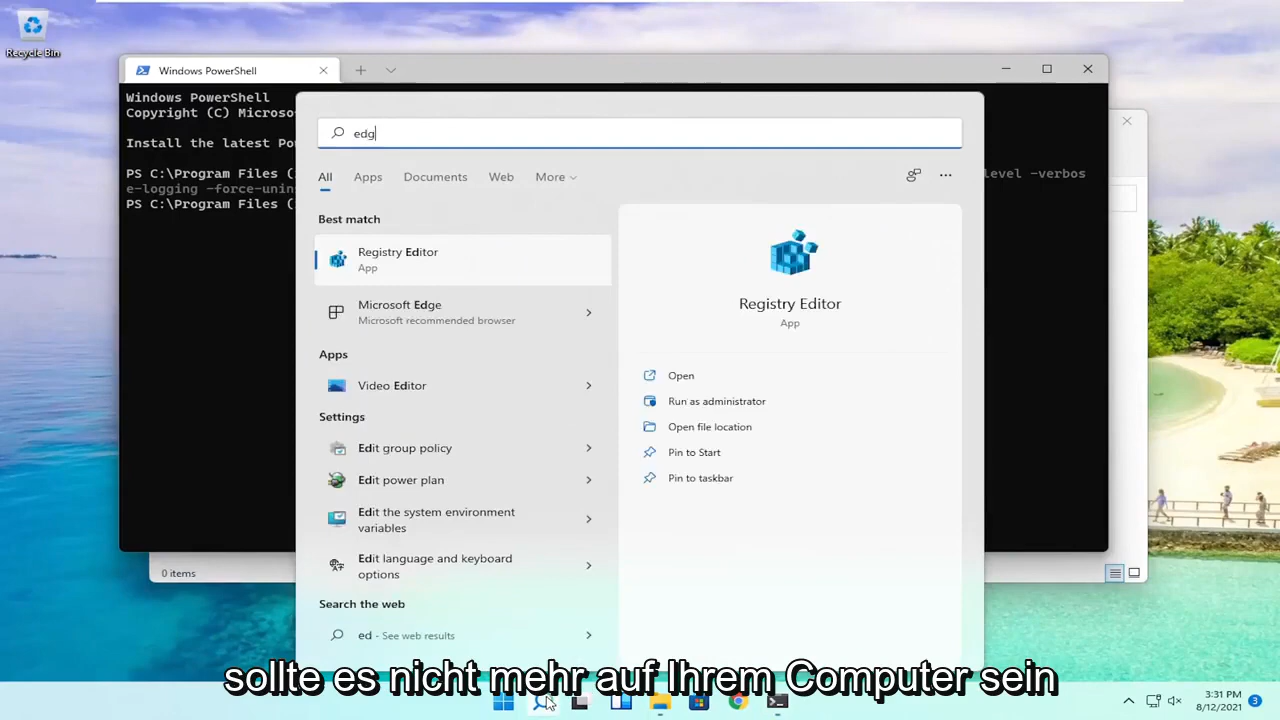 Recycle Bin
Windows PowerShell
Windows PowerShell
Copyright (C) Microso
Install the latest Po
PS C:\Program Files (
level -verbos
e-logging -force-unin
PS C:\Program Files (
edg
All Apps Documents Web More
Best match
Registry Editor
App
Microsoft Edge
Microsoft recommended browser
Apps
Video Editor
Settings
Edit group policy
Edit power plan
Edit the system environment
variables
Edit language and keyboard
options
Search the web
ed - See web results
Registry Editor
App
Open
Run as administrator
Open file location
Pin to Start
Pin to taskbar
0 items
sollte es nicht mehr auf Ihrem Computer sein
3:31 PM
8/12/2021
3